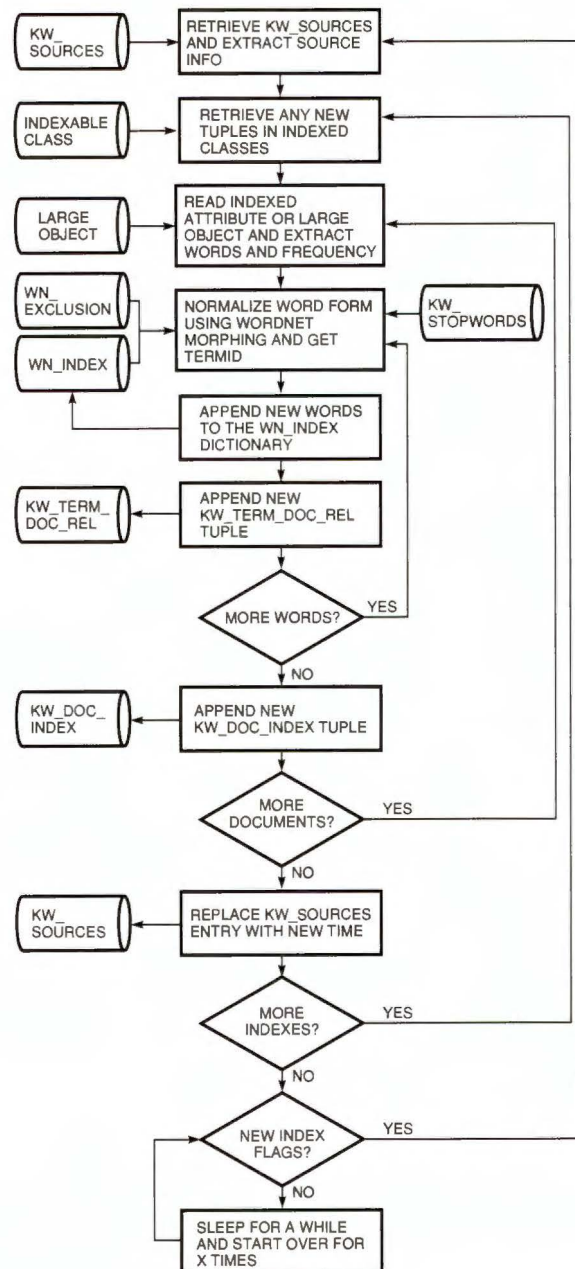 KW_
SOURCES
RETRIEVE KW_SOURCES
AND EXTRACT SOURCE
INFO
INDEXABLE
CLASS
RETRIEVE ANY NEW
TUPLES IN INDEXED
CLASSES
LARGE
OBJECT
READ INDEXED
ATTRIBUTE OR LARGE
OBJECT AND EXTRACT
WORDS AND FREQUENCY
WN_
EXCLUSION
WN_INDEX
NORMALIZE WORD FORM
USING WORDNET
MORPHING AND GET
TERMID
KW_
STOPWORDS
APPEND NEW WORDS
TO THE WN_INDEX
DICTIONARY
KW_TERM_
DOC_REL
APPEND NEW
KW_TERM_DOC_REL
TUPLE
MORE WORDS?
YES
NO
KW_DOC_
INDEX
APPEND NEW
KW_DOC_INDEX TUPLE
MORE
DOCUMENTS?
YES
NO
KW_
SOURCES
REPLACE KW_SOURCES
ENTRY WITH NEW TIME
MORE
INDEXES?
YES
NO
NEW INDEX
FLAGS?
YES
NO
SLEEP FOR A WHILE
AND START OVER FOR
X TIMES